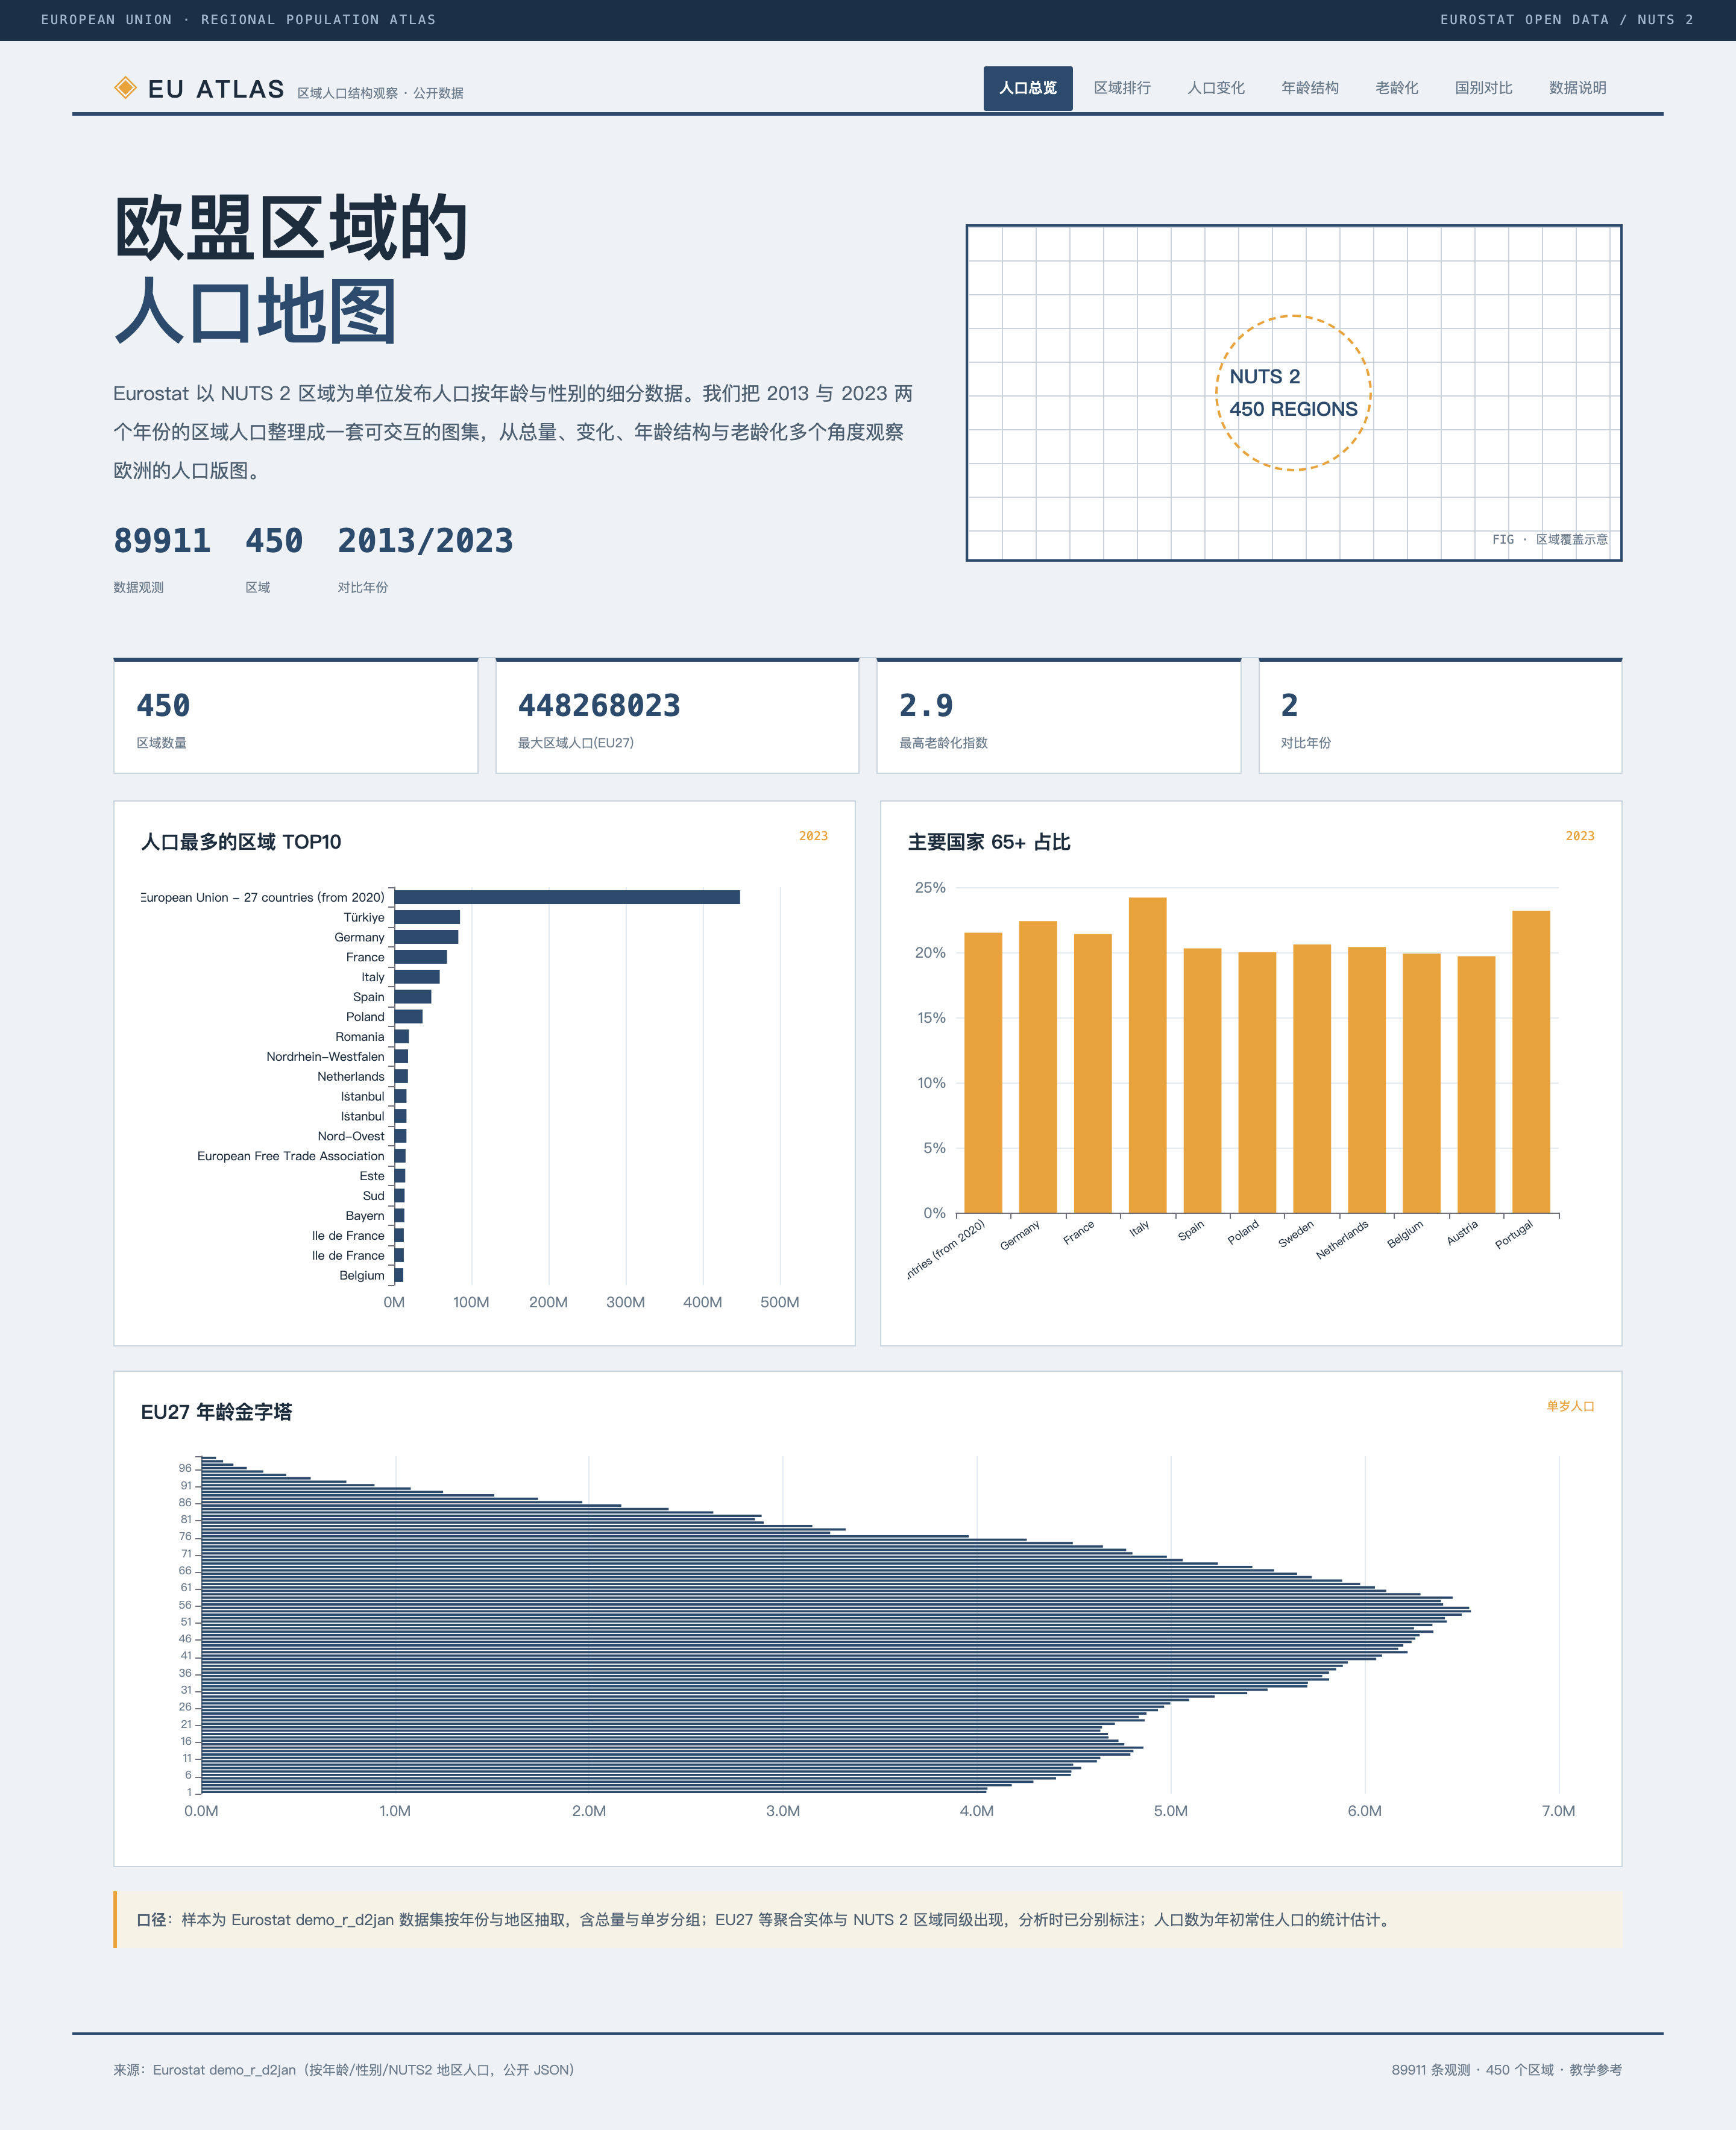 EUROPEAN UNION · REGIONAL POPULATION ATLAS
EUROSTAT OPEN DATA / NUTS 2
EU ATLAS 区域人口结构观察 · 公开数据
人口总览 区域排行 人口变化 年龄结构 老龄化 国别对比 数据说明
欧盟区域的
人口地图
Eurostat 以 NUTS 2 区域为单位发布人口按年龄与性别的细分数据。我们把 2013 与 2023 两
个年份的区域人口整理成一套可交互的图集，从总量、变化、年龄结构与老龄化多个角度观察
欧洲的人口版图。
89911 450 2013/2023
数据观测 区域 对比年份
NUTS 2
450 REGIONS
FIG · 区域覆盖示意
450
区域数量
448268023
最大区域人口(EU27)
2.9
最高老龄化指数
2
对比年份
人口最多的区域 TOP10
2023
European Union – 27 countries (from 2020)
Türkiye
Germany
France
Italy
Spain
Poland
Romania
Nordrhein–Westfalen
Netherlands
Istanbul
Istanbul
Nord–Ovest
European Free Trade Association
Este
Sud
Bayern
Ile de France
Ile de France
Belgium
0M 100M 200M 300M 400M 500M
主要国家 65+ 占比
2023
25%
20%
15%
10%
5%
0%
ntries (from 2020) Germany France Italy Spain Poland Sweden Netherlands Belgium Austria Portugal
EU27 年龄金字塔
单岁人口
96
91
86
81
76
71
66
61
56
51
46
41
36
31
26
21
16
11
6
1
0.0M 1.0M 2.0M 3.0M 4.0M 5.0M 6.0M 7.0M
口径：样本为 Eurostat demo_r_d2jan 数据集按年份与地区抽取，含总量与单岁分组；EU27 等聚合实体与 NUTS 2 区域同级出现，分析时已分别标注；人口数为年初常住人口的统计估计。
来源：Eurostat demo_r_d2jan（按年龄/性别/NUTS2 地区人口，公开 JSON）
89911 条观测 · 450 个区域 · 教学参考